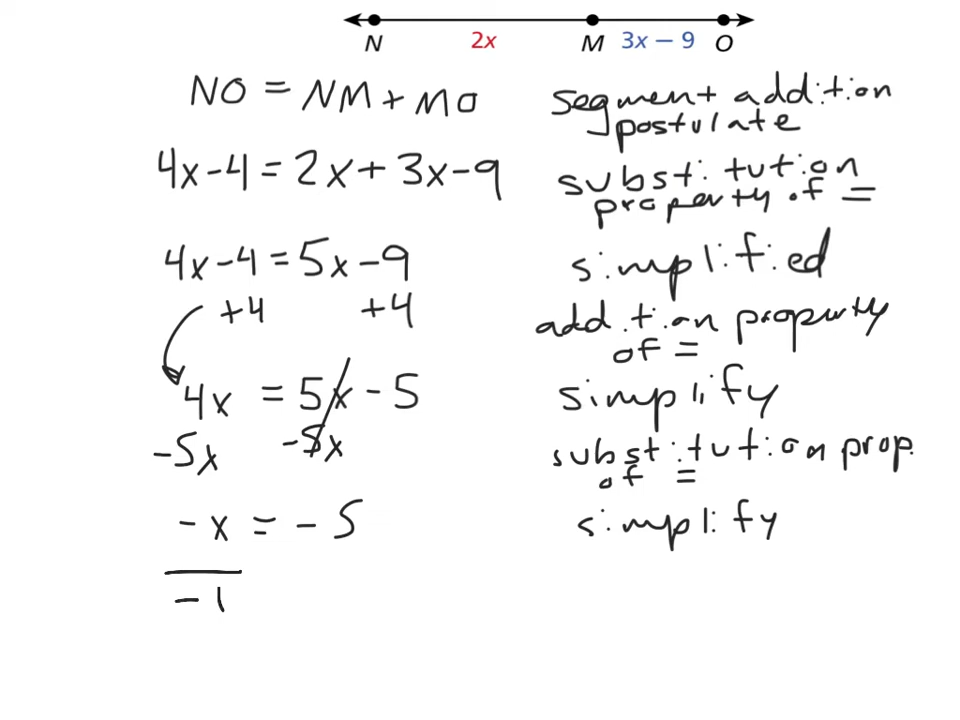 N 2x M 3x – 9 O
NO = NM + MO segment addition
postulate
4x-4 = 2x + 3x-9 substitution
property of =
4x-4 = 5x-9 simplified
+4 +4 addition property
of =
4x = 5x - 5 simplify
-5x -5x substitution prop.
of =
-x = -5 simplify
-1